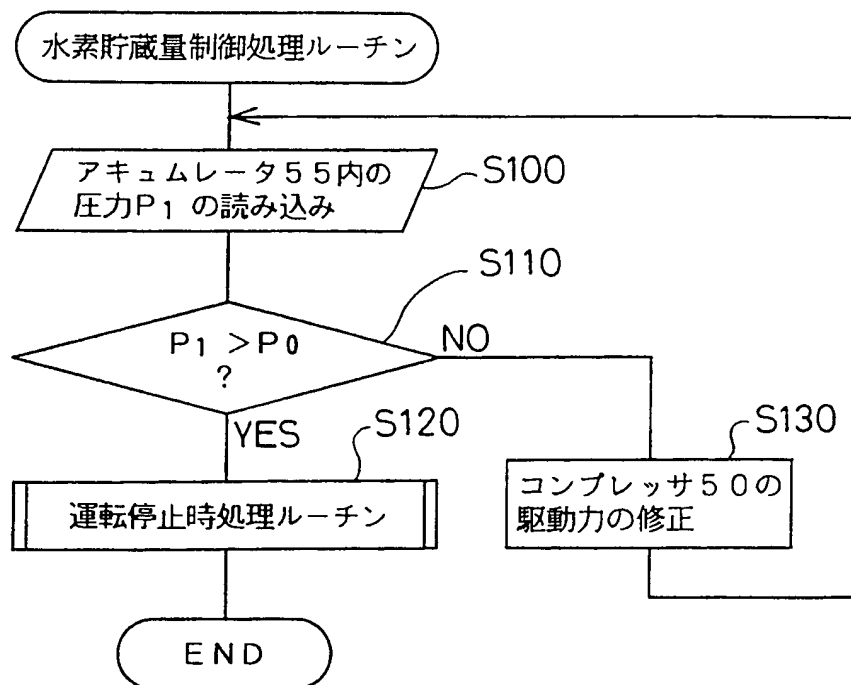 水素貯蔵量制御処理ルーチン
アキュムレータ５５内の
圧力P1 の読み込み
S100
S110
P1 >P0
?
NO
YES
S120
S130
運転停止時処理ルーチン
コンプレッサ５０の
駆動力の修正
END